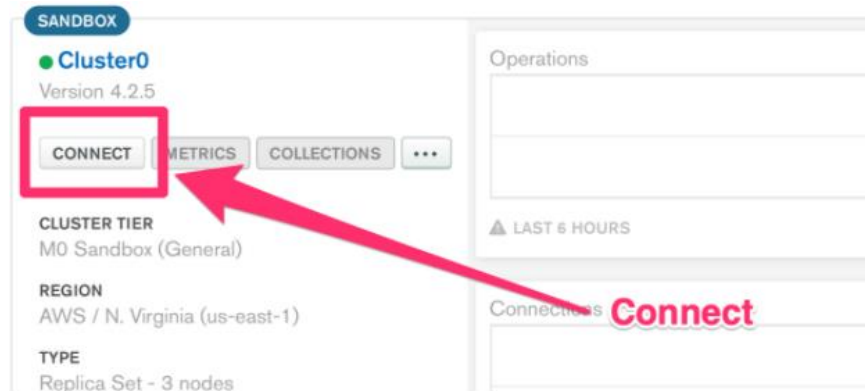 SANDBOX
Cluster0
Version 4.2.5
CONNECT METRICS COLLECTIONS ...
CLUSTER TIER
M0 Sandbox (General)
REGION
AWS / N. Virginia (us-east-1)
TYPE
Replica Set - 3 nodes
Operations
LAST 6 HOURS
Connections
Connect